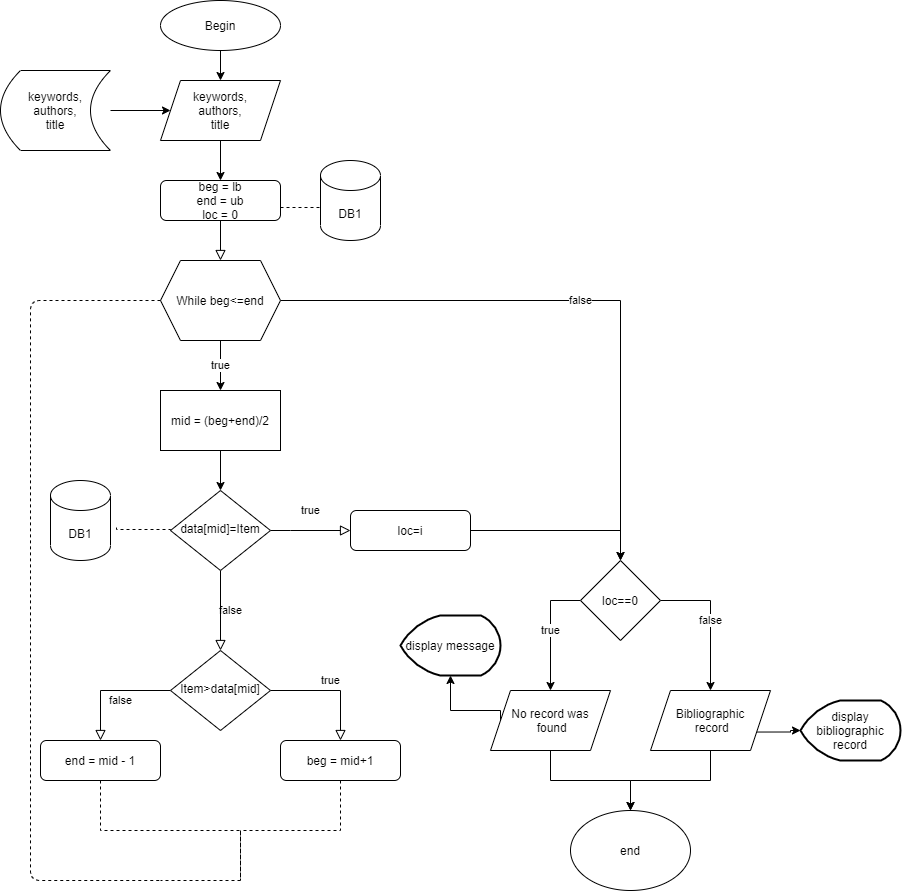 Begin
keywords,
authors,
title
keywords,
authors,
title
beg = lb
end = ub
loc = 0
DB1
While beg<=end
false
true
mid = (beg+end)/2
DB1
data[mid]=Item
true
loc=i
false
loc==0
true
false
display message
Item>data[mid]
false
true
No record was
found
Bibliographic
record
display
bibliographic
record
end = mid - 1
beg = mid+1
end